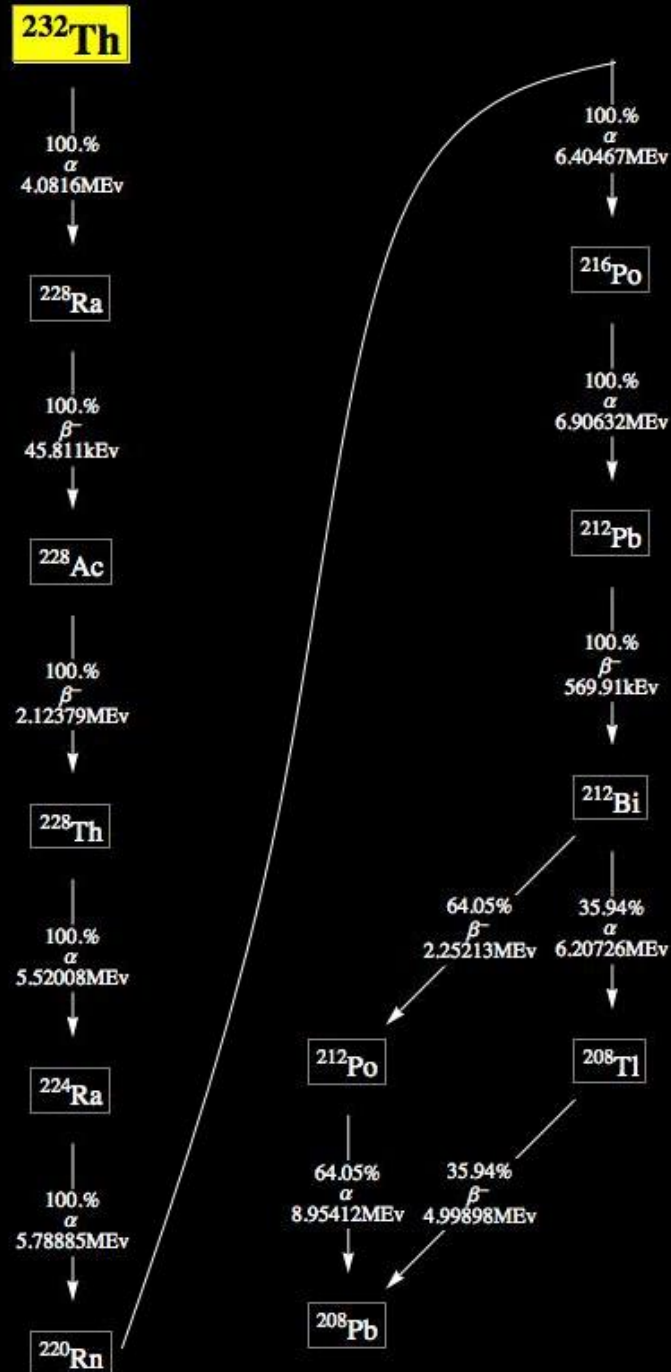 ²³²Th
100.%
α
4.0816MEv
²²⁸Ra
100.%
β⁻
45.811kEv
²²⁸Ac
100.%
β⁻
2.12379MEv
²²⁸Th
100.%
α
5.52008MEv
²²⁴Ra
100.%
α
5.78885MEv
²²⁰Rn
100.%
α
6.40467MEv
²¹⁶Po
100.%
α
6.90632MEv
²¹²Pb
100.%
β⁻
569.91kEv
²¹²Bi
64.05%
β⁻
2.25213MEv
35.94%
α
6.20726MEv
²¹²Po
²⁰⁸Tl
64.05%
α
8.95412MEv
35.94%
β⁻
4.99898MEv
²⁰⁸Pb